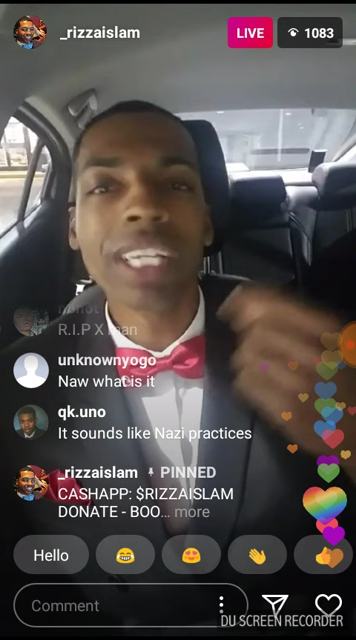 _rizzaislam
LIVE
1083
R.I.P X man
unknownyogo
Naw what is it
qk.uno
It sounds like Nazi practices
_rizzaislam PINNED
CASHAPP: $RIZZAISLAM
DONATE - BOO... more
Hello
Comment
DU SCREEN RECORDER